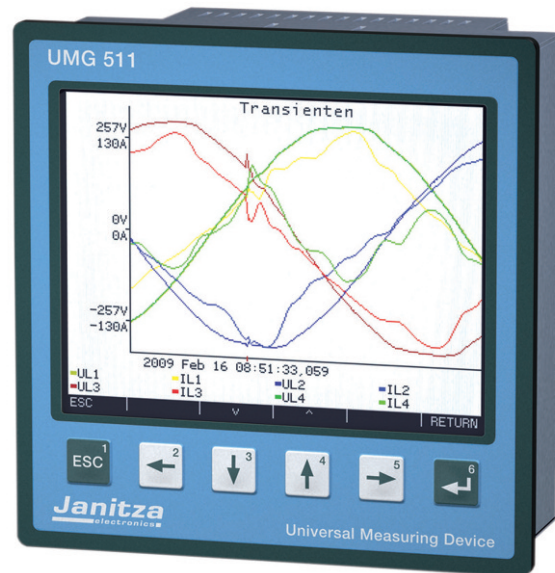 UMG 511
Transienten
257V
130A
0V
0A
-257V
-130A
2009 Feb 16 08:51:33,059
UL1 IL1 UL2 IL2
UL3 IL3 UL4 IL4
ESC v ^ RETURN
ESC 1 2 3 4 5 6
Janitza
electronics
Universal Measuring Device